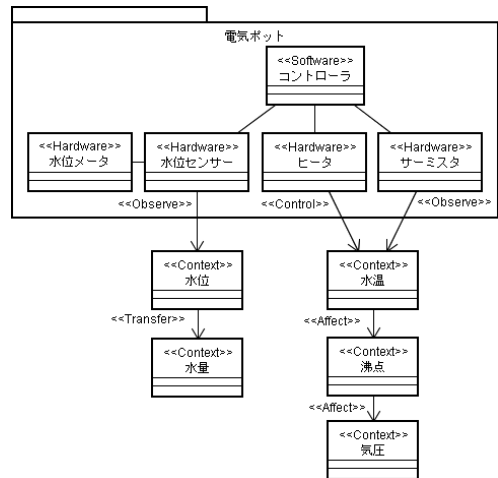 電気ポット
<<Software>>
コントローラ
<<Hardware>>
水位メータ
<<Hardware>>
水位センサー
<<Hardware>>
ヒータ
<<Hardware>>
サーミスタ
<<Observe>>
<<Control>>
<<Observe>>
<<Context>>
水位
<<Context>>
水温
<<Transfer>>
<<Affect>>
<<Context>>
水量
<<Context>>
沸点
<<Affect>>
<<Context>>
気圧